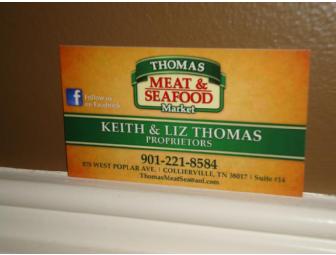 THOMAS
MEAT &
SEAFOOD
Market
Follow us
on Facebook
KEITH & LIZ THOMAS
PROPRIETORS
901-221-8584
875 WEST POPLAR AVE. | COLLIERVILLE, TN 38017 | Suite #14
ThomasMeatSeafood.com